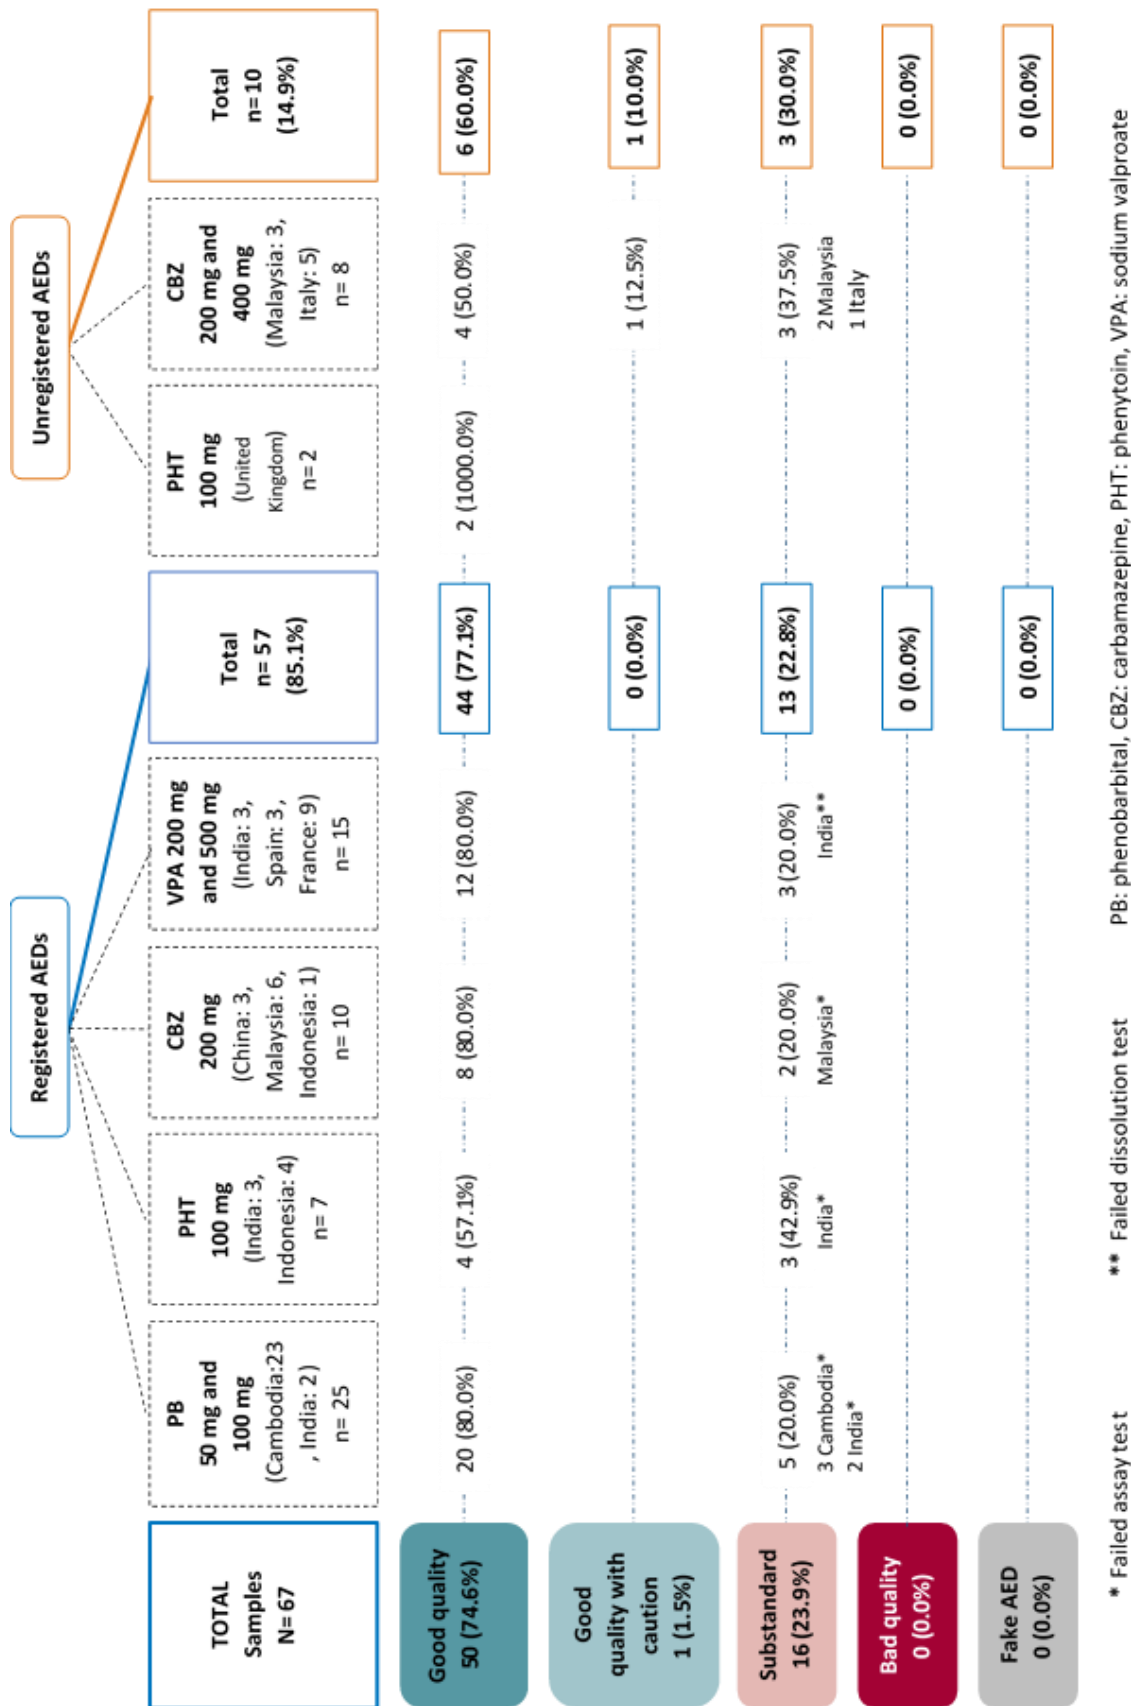 Registered AEDs
Unregistered AEDs
TOTAL
Samples
N= 67
PB
50 mg and
100 mg
(Cambodia:23
, India: 2)
n= 25
PHT
100 mg
(India: 3,
Indonesia: 4)
n= 7
CBZ
200 mg
(China: 3,
Malaysia: 6,
Indonesia: 1)
n= 10
VPA 200 mg
and 500 mg
(India: 3,
Spain: 3,
France: 9)
n= 15
Total
n= 57
(85.1%)
PHT
100 mg
(United
Kingdom)
n= 2
CBZ
200 mg and
400 mg
(Malaysia: 3,
Italy: 5)
n= 8
Total
n= 10
(14.9%)
Good quality
50 (74.6%)
20 (80.0%)
4 (57.1%)
8 (80.0%)
12 (80.0%)
44 (77.1%)
2 (1000.0%)
4 (50.0%)
6 (60.0%)
Good
quality with
caution
1 (1.5%)
0 (0.0%)
1 (12.5%)
1 (10.0%)
Substandard
16 (23.9%)
5 (20.0%)
3 Cambodia*
2 India*
3 (42.9%)
India*
2 (20.0%)
Malaysia*
3 (20.0%)
India**
13 (22.8%)
3 (37.5%)
2 Malaysia
1 Italy
3 (30.0%)
Bad quality
0 (0.0%)
0 (0.0%)
0 (0.0%)
Fake AED
0 (0.0%)
0 (0.0%)
0 (0.0%)
* Failed assay test
** Failed dissolution test
PB: phenobarbital, CBZ: carbamazepine, PHT: phenytoin, VPA: sodium valproate